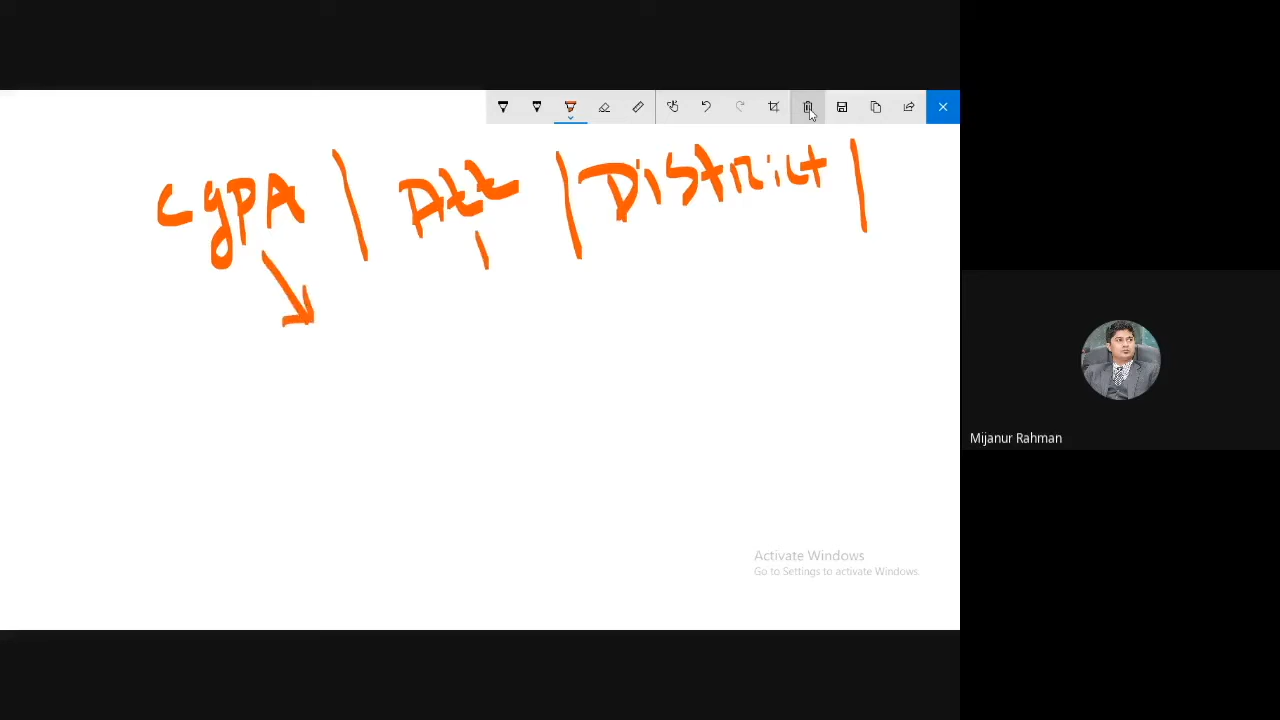 CgPA | Att | District |
Mijanur Rahman
Activate Windows
Go to Settings to activate Windows.